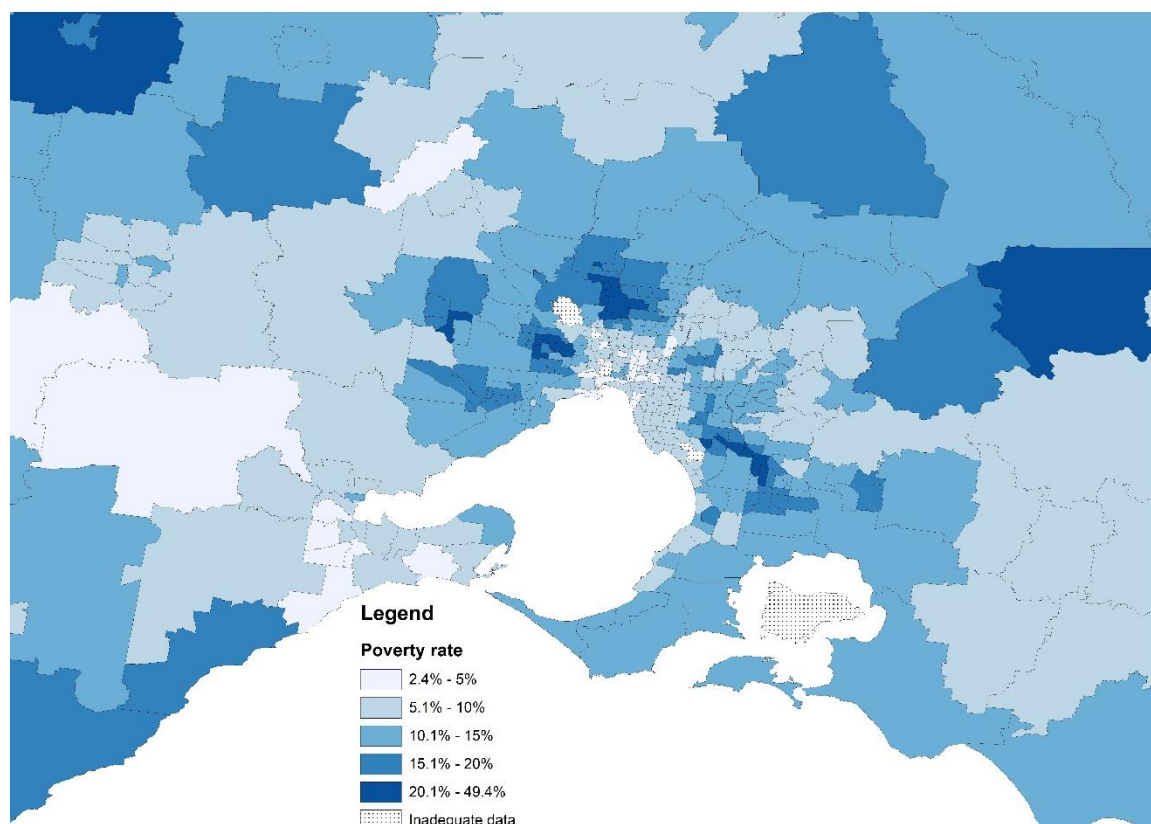 Legend
Poverty rate
2.4% - 5%
5.1% - 10%
10.1% - 15%
15.1% - 20%
20.1% - 49.4%
Inadequate data